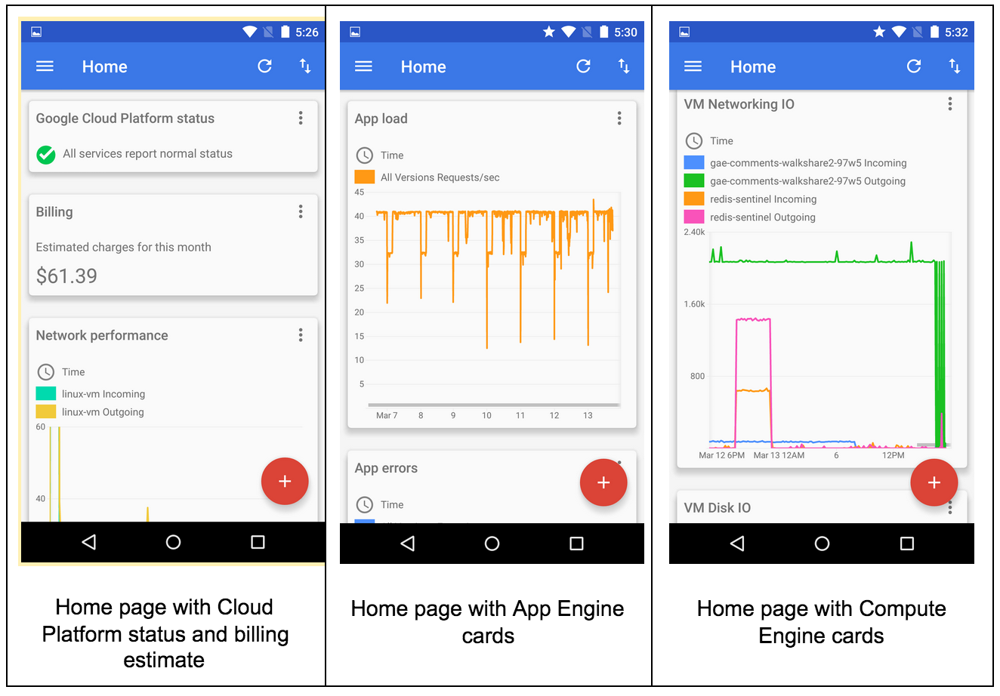 5:26
Home
Google Cloud Platform status
All services report normal status
Billing
Estimated charges for this month
$61.39
Network performance
Time
linux-vm Incoming
linux-vm Outgoing
60
40
+
Home page with Cloud
Platform status and billing
estimate
5:30
Home
App load
Time
All Versions Requests/sec
45
40
35
30
25
20
15
10
5
Mar 7 8 9 10 11 12 13
App errors
Time
+
Home page with App Engine
cards
5:32
Home
VM Networking IO
Time
gae-comments-walkshare2-97w5 Incoming
gae-comments-walkshare2-97w5 Outgoing
redis-sentinel Incoming
redis-sentinel Outgoing
2.40k
1.60k
800
Mar 12 6PM Mar 13 12AM 6 12PM
+
VM Disk IO
Home page with Compute
Engine cards